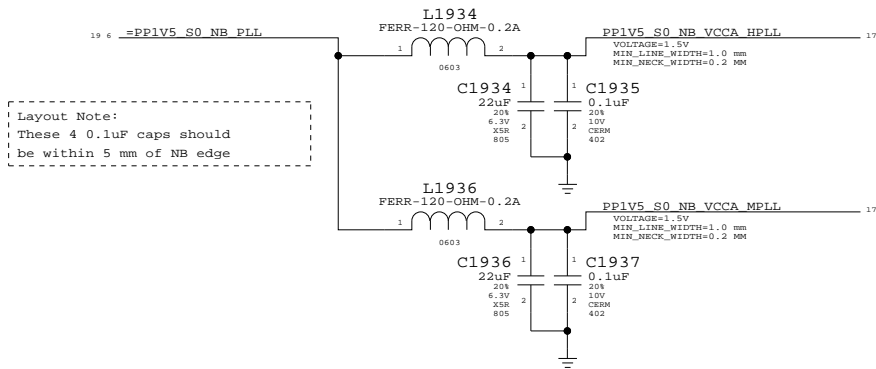 L1934
FERR-120-OHM-0.2A
19 6 =PP1V5_S0_NB_PLL
1 2
0603
PP1V5_S0_NB_VCCA_HPLL 17
VOLTAGE=1.5V
MIN_LINE_WIDTH=1.0 mm
MIN_NECK_WIDTH=0.2 MM
C1934 1
22uF
20%
6.3V 2
X5R
805
1 C1935
0.1uF
20%
2 10V
CERM
402
Layout Note:
These 4 0.1uF caps should
be within 5 mm of NB edge
L1936
FERR-120-OHM-0.2A
1 2
0603
PP1V5_S0_NB_VCCA_MPLL 17
VOLTAGE=1.5V
MIN_LINE_WIDTH=1.0 mm
MIN_NECK_WIDTH=0.2 MM
C1936 1
22uF
20%
6.3V 2
X5R
805
1 C1937
0.1uF
20%
2 10V
CERM
402